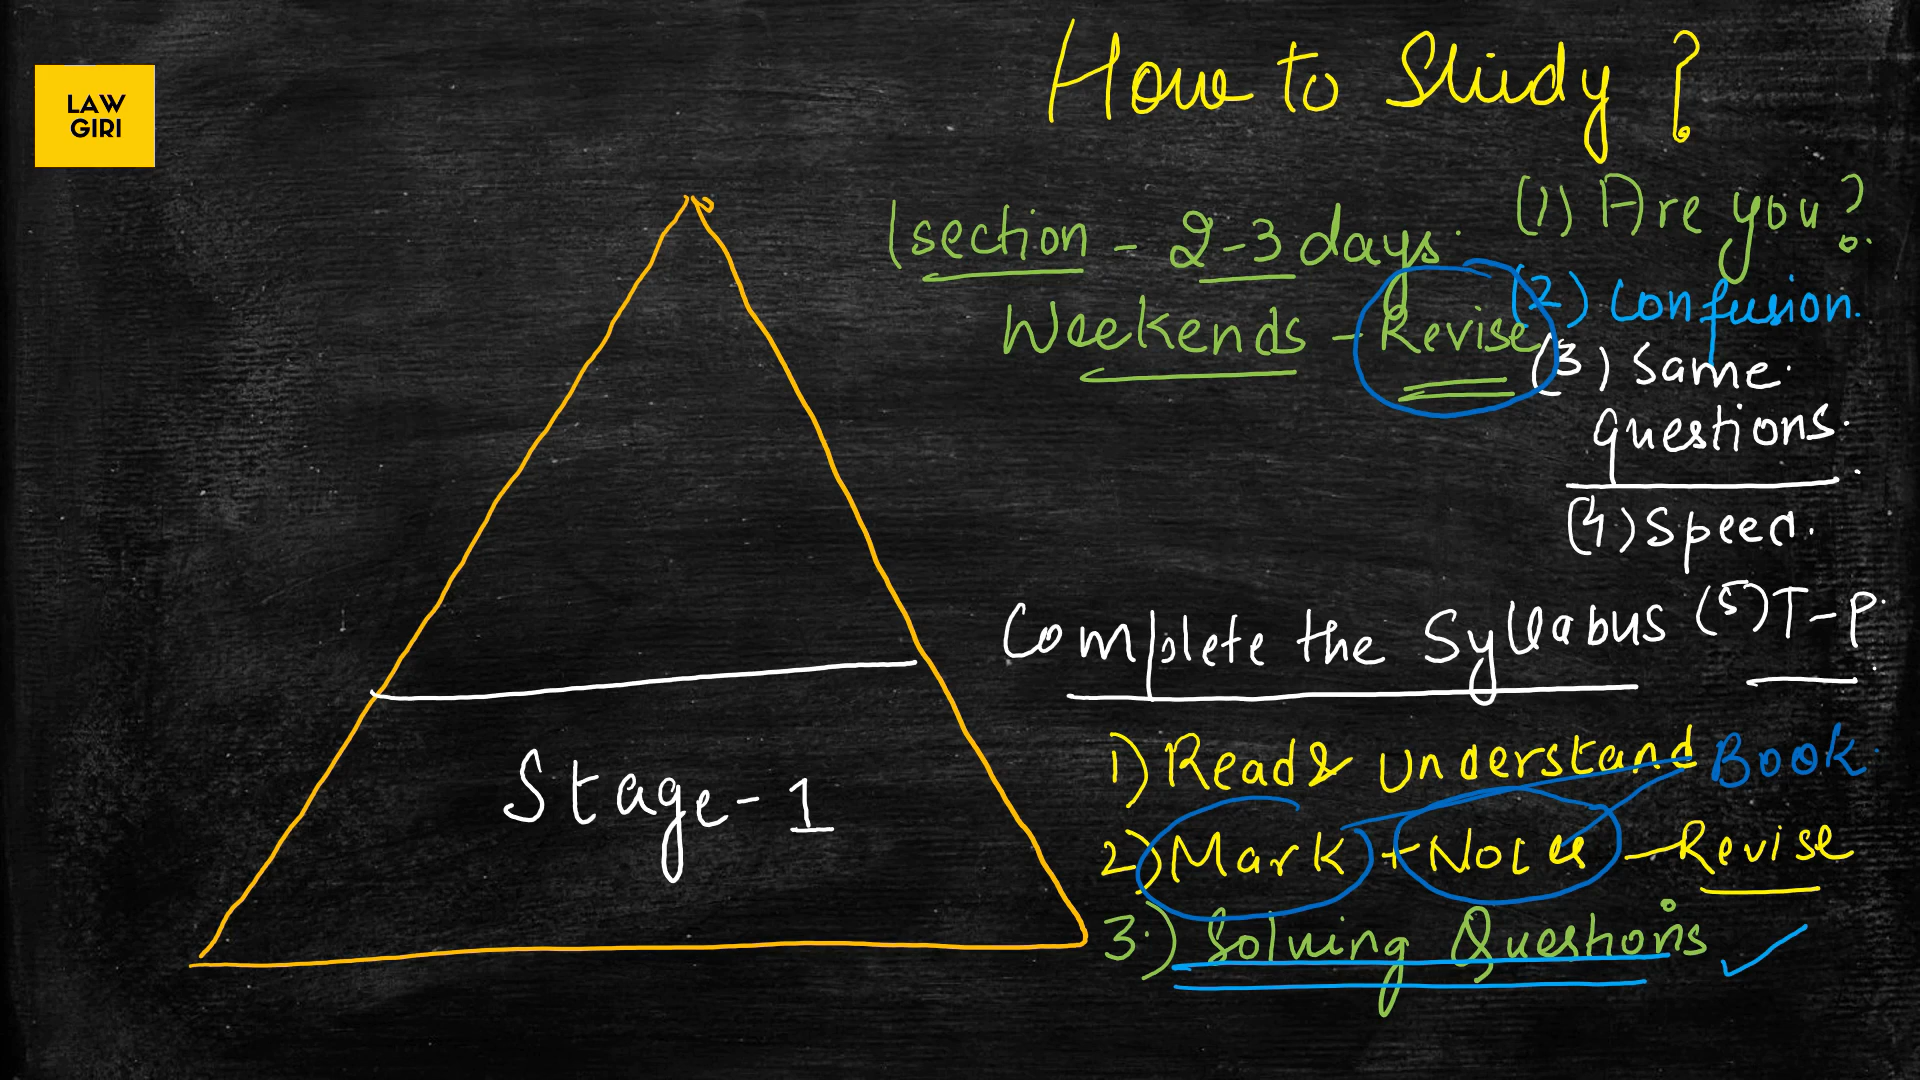 LAW
GIRI
How to Study?
1 section - 2-3 days.
Weekends - Revise
(1) Are you?
(2) Confusion.
(3) Same
questions.
(4) Speed.
(5) T-P.
Complete the Syllabus
Stage-1
1) Read & understand Book.
2) Mark + Notes - Revise
3.) Solving Questions